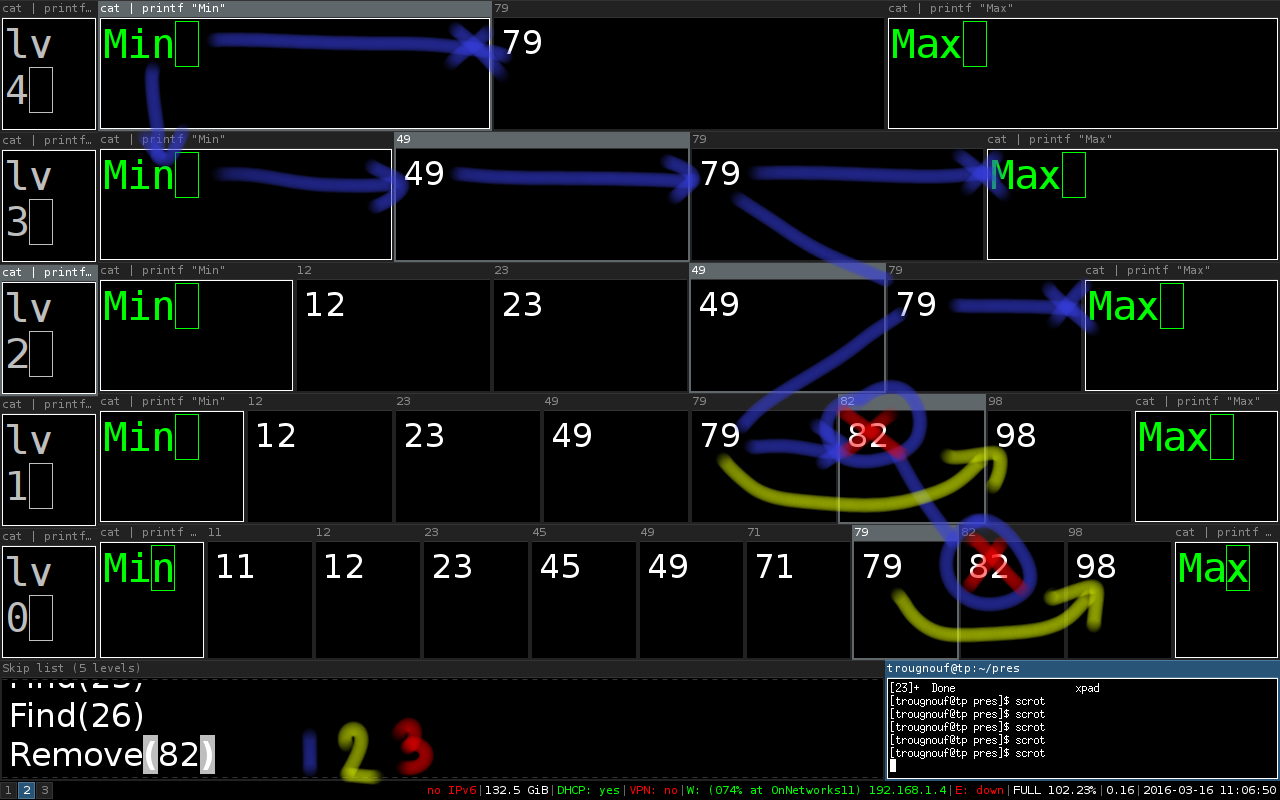 cat | printf… cat | printf "Min" 79 cat | printf "Max"
lv 4 Min 79 Max
cat | printf… cat | printf "Min" 49 79 cat | printf "Max"
lv 3 Min 49 79 Max
cat | printf… cat | printf "Min" 12 23 49 79 cat | printf "Max"
lv 2 Min 12 23 49 79 Max
cat | printf… cat | printf "Min" 12 23 49 79 82 98 cat | printf "Max"
lv 1 Min 12 23 49 79 82 98 Max
cat | printf… cat | printf … 11 12 23 45 49 71 79 82 98 cat | printf …
lv 0 Min 11 12 23 45 49 71 79 82 98 Max
Skip list (5 levels)
Find(26)
Remove(82)
1 2 3
trougnouf@tp:~/pres
[23]+ Done xpad
[trougnouf@tp pres]$ scrot
[trougnouf@tp pres]$ scrot
[trougnouf@tp pres]$ scrot
[trougnouf@tp pres]$ scrot
[trougnouf@tp pres]$ scrot
1 2 3 no IPv6|132.5 GiB|DHCP: yes|VPN: no|W: (074% at OnNetworks11) 192.168.1.4|E: down|FULL 102.23%|0.16|2016-03-16 11:06:50